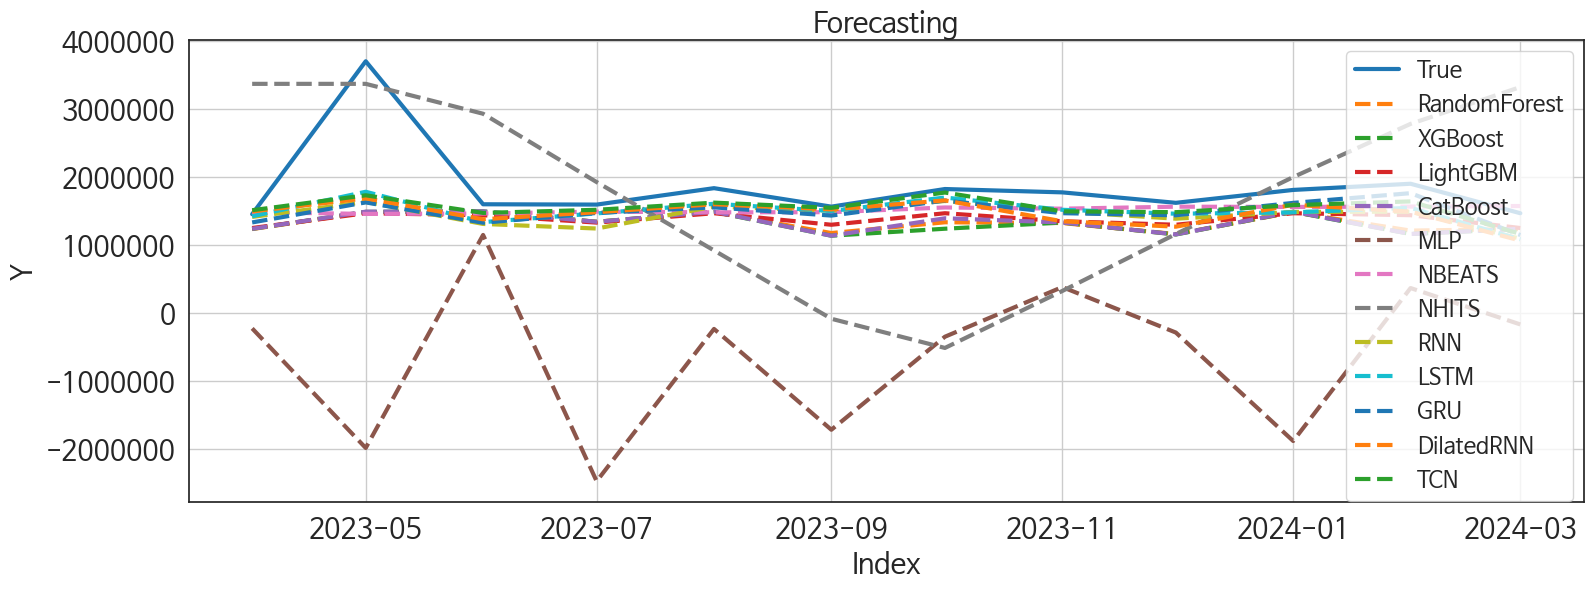 Forecasting
4000000
3000000
2000000
1000000
0
−1000000
−2000000
Y
2023−05
2023−07
2023−09
2023−11
2024−01
2024−03
Index
True
RandomForest
XGBoost
LightGBM
CatBoost
MLP
NBEATS
NHITS
RNN
LSTM
GRU
DilatedRNN
TCN